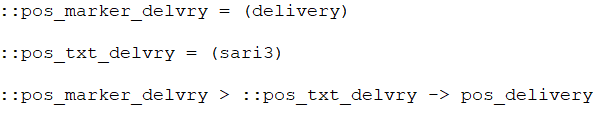 ::pos_marker_delvry = (delivery)
::pos_txt_delvry = (sari3)
::pos_marker_delvry > ::pos_txt_delvry -> pos_delivery